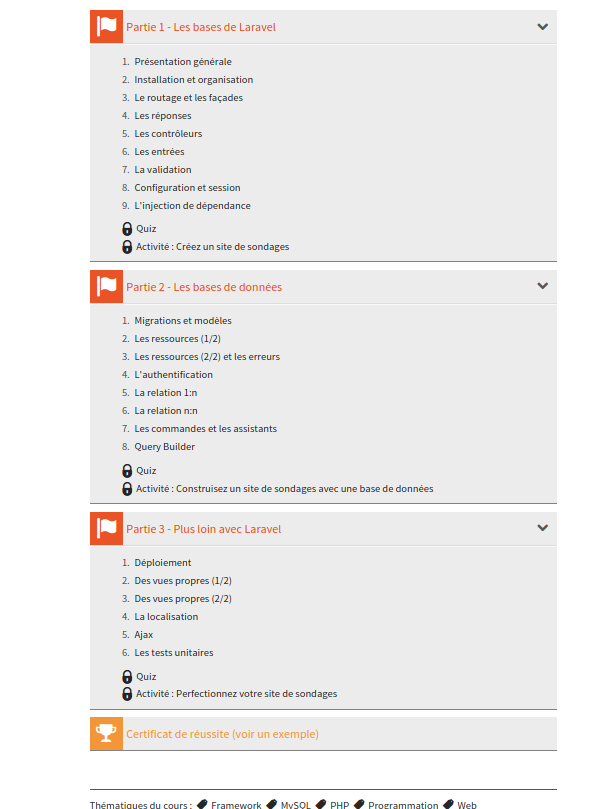 Partie 1 - Les bases de Laravel
1. Présentation générale
2. Installation et organisation
3. Le routage et les façades
4. Les réponses
5. Les contrôleurs
6. Les entrées
7. La validation
8. Configuration et session
9. L'injection de dépendance
Quiz
Activité : Créez un site de sondages
Partie 2 - Les bases de données
1. Migrations et modèles
2. Les ressources (1/2)
3. Les ressources (2/2) et les erreurs
4. L'authentification
5. La relation 1:n
6. La relation n:n
7. Les commandes et les assistants
8. Query Builder
Quiz
Activité : Construisez un site de sondages avec une base de données
Partie 3 - Plus loin avec Laravel
1. Déploiement
2. Des vues propres (1/2)
3. Des vues propres (2/2)
4. La localisation
5. Ajax
6. Les tests unitaires
Quiz
Activité : Perfectionnez votre site de sondages
Certificat de réussite (voir un exemple)
Thématiques du cours : Framework MySQL PHP Programmation Web